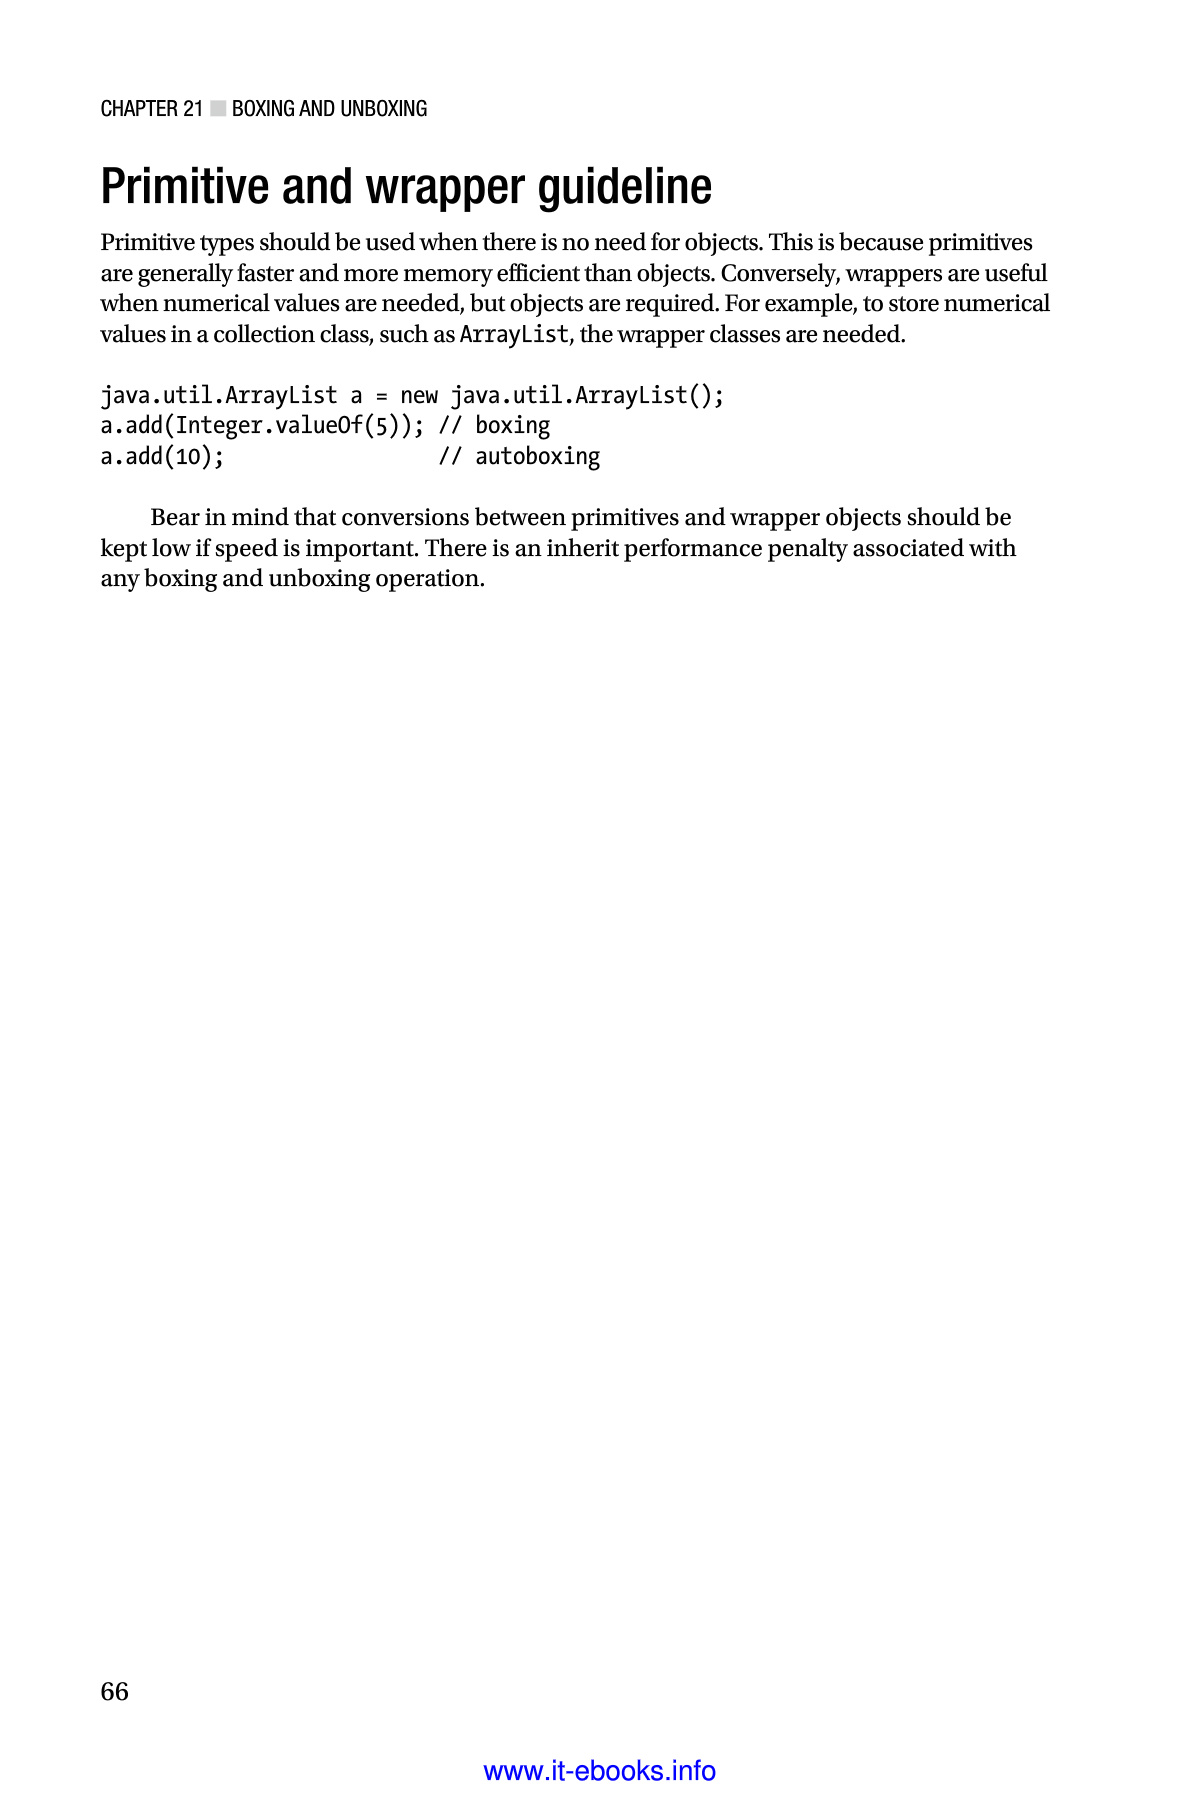 CHAPTER 21 ■ BOXING AND UNBOXING
Primitive and wrapper guideline
Primitive types should be used when there is no need for objects. This is because primitives
are generally faster and more memory efficient than objects. Conversely, wrappers are useful
when numerical values are needed, but objects are required. For example, to store numerical
values in a collection class, such as ArrayList, the wrapper classes are needed.
java.util.ArrayList a = new java.util.ArrayList();
a.add(Integer.valueOf(5)); // boxing
a.add(10);                 // autoboxing
Bear in mind that conversions between primitives and wrapper objects should be
kept low if speed is important. There is an inherit performance penalty associated with
any boxing and unboxing operation.
66
www.it-ebooks.info